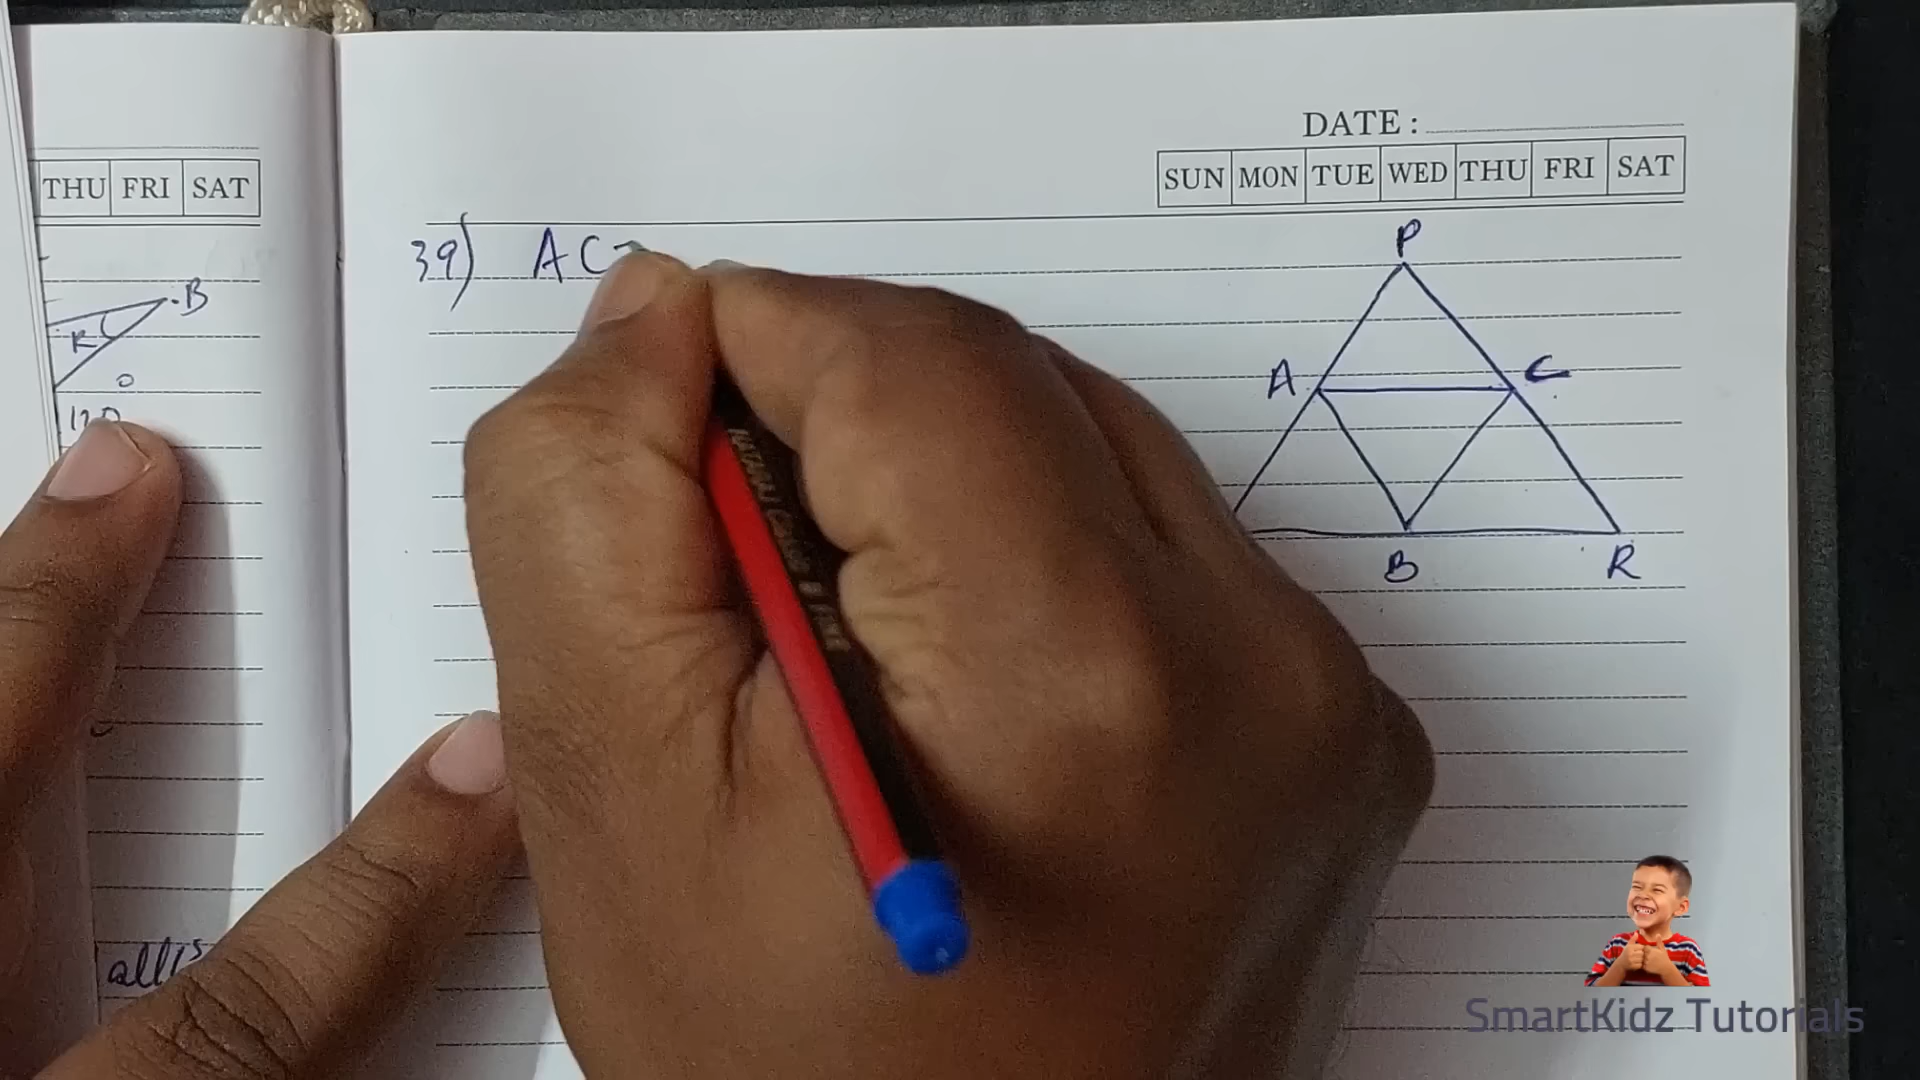 DATE :
SUN MON TUE WED THU FRI SAT
THU FRI SAT
B
R
39) AC
P
A
C
B
R
SmartKidz Tutorials